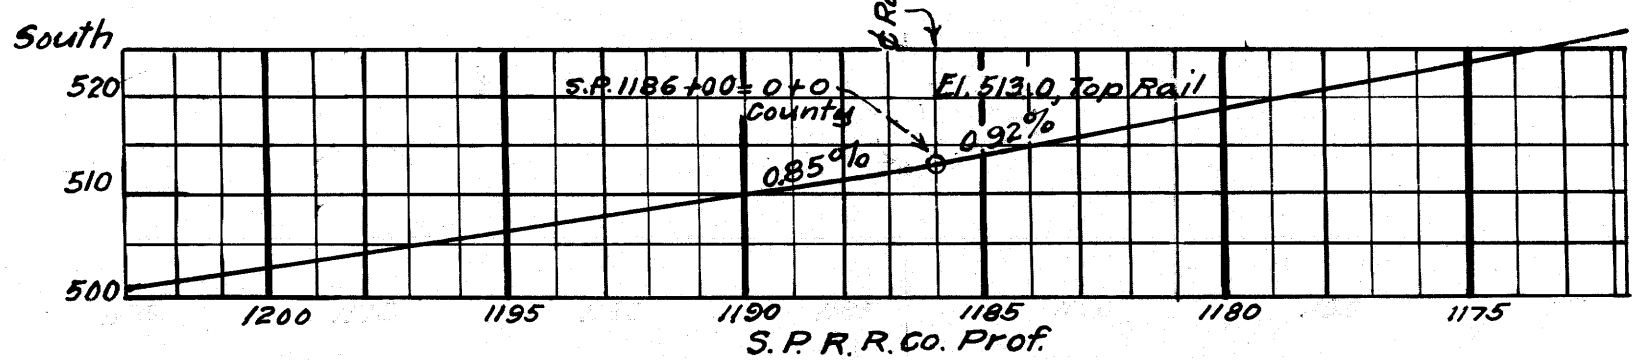 South
520
S.P. 1186+00=0+0
County
El. 513.0, Top Rail
0.92%
0.85%
510
500
1200 1195 1190 1185 1180 1175
S. P. R. R. Co. Prof.